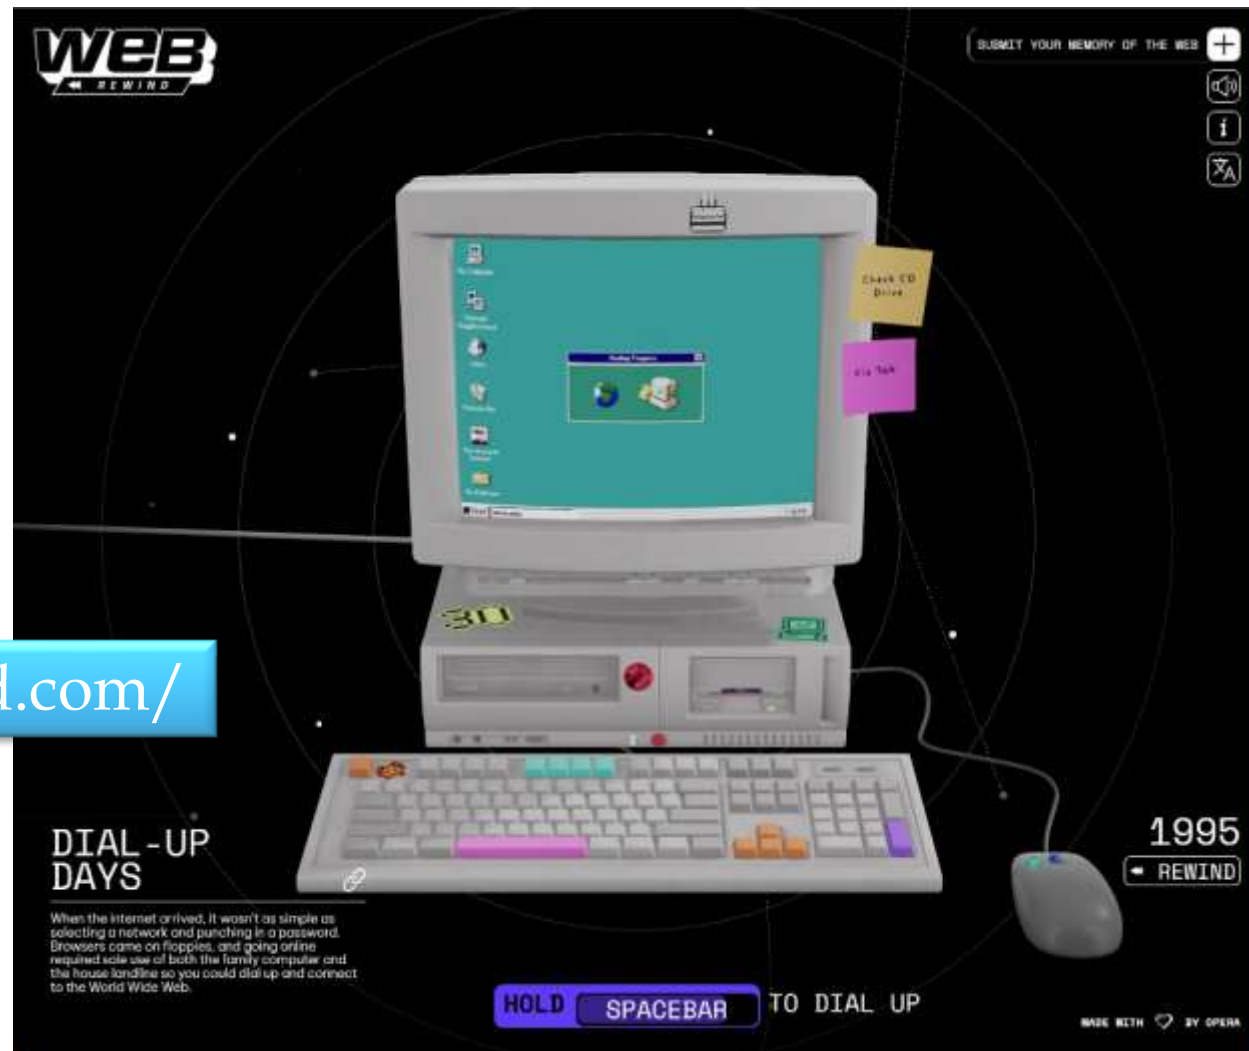 WEB
REWIND
SUBMIT YOUR MEMORY OF THE WEB
Check CD
Drive
d.com/
3D
DIAL-UP
DAYS
When the internet arrived, it wasn't as simple as
selecting a network and punching in a password.
Browsers came on floppies, and going online
required sole use of both the family computer and
the house landline so you could dial up and connect
to the World Wide Web.
1995
REWIND
HOLD SPACEBAR TO DIAL UP
MADE WITH BY OPERA